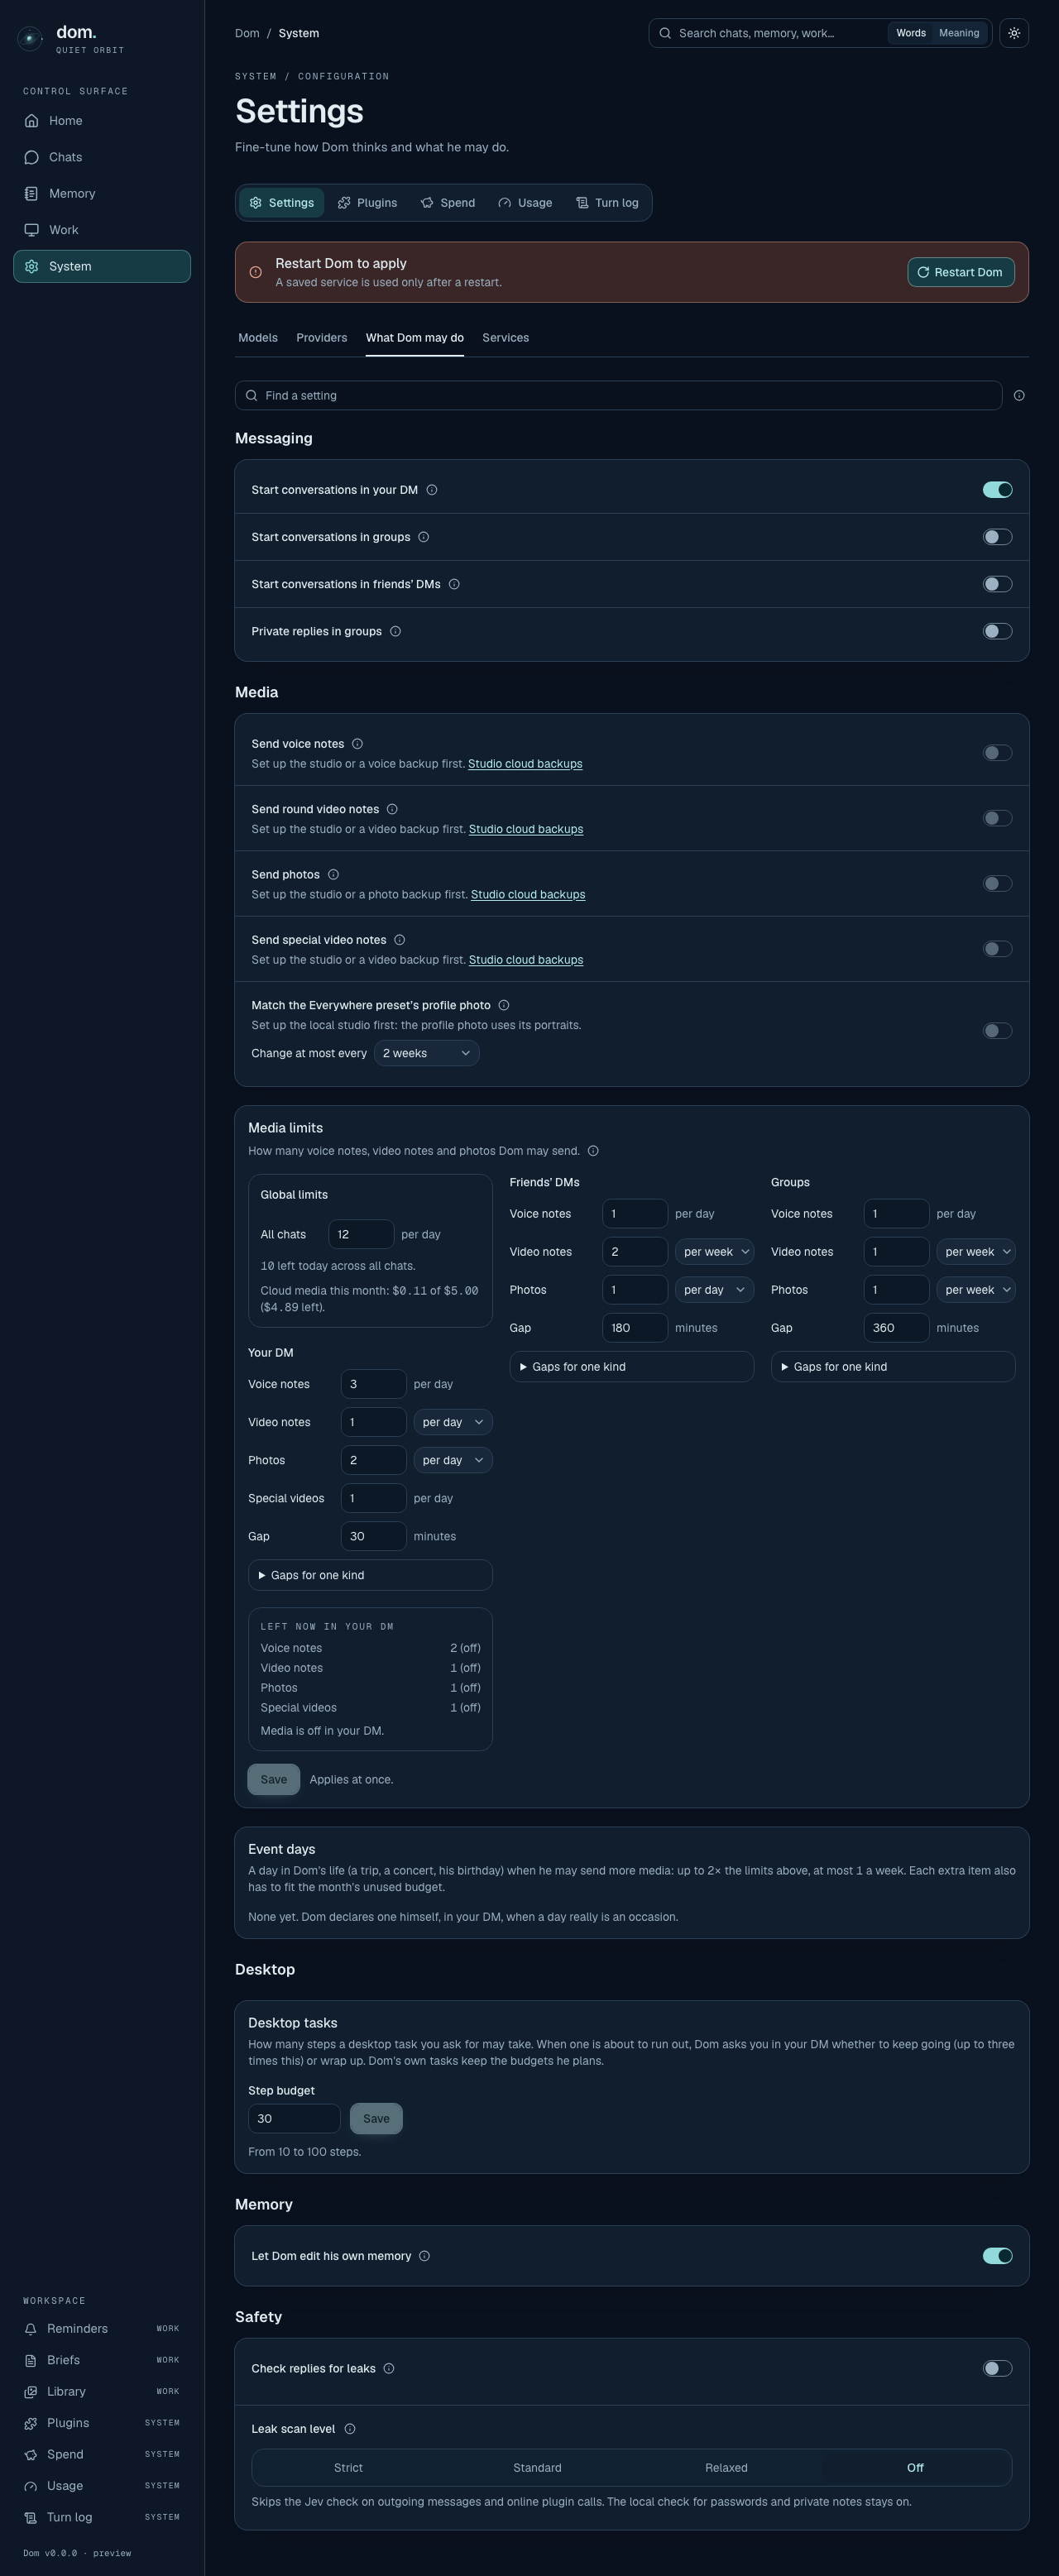 dom.
QUIET ORBIT
CONTROL SURFACE
Home
Chats
Memory
Work
System
Dom / System
Search chats, memory, work...
Words
Meaning
SYSTEM / CONFIGURATION
Settings
Fine-tune how Dom thinks and what he may do.
Settings
Plugins
Spend
Usage
Turn log
Restart Dom to apply
A saved service is used only after a restart.
Restart Dom
Models
Providers
What Dom may do
Services
Find a setting
Messaging
Start conversations in your DM
Start conversations in groups
Start conversations in friends’ DMs
Private replies in groups
Media
Send voice notes
Set up the studio or a voice backup first. Studio cloud backups
Send round video notes
Set up the studio or a video backup first. Studio cloud backups
Send photos
Set up the studio or a photo backup first. Studio cloud backups
Send special video notes
Set up the studio or a video backup first. Studio cloud backups
Match the Everywhere preset’s profile photo
Set up the local studio first: the profile photo uses its portraits.
Change at most every 2 weeks
Media limits
How many voice notes, video notes and photos Dom may send.
Global limits
All chats 12 per day
10 left today across all chats.
Cloud media this month: $0.11 of $5.00
($4.89 left).
Your DM
Voice notes 3 per day
Video notes 1 per day
Photos 2 per day
Special videos 1 per day
Gap 30 minutes
Gaps for one kind
LEFT NOW IN YOUR DM
Voice notes 2 (off)
Video notes 1 (off)
Photos 1 (off)
Special videos 1 (off)
Media is off in your DM.
Friends’ DMs
Voice notes 1 per day
Video notes 2 per week
Photos 1 per day
Gap 180 minutes
Gaps for one kind
Groups
Voice notes 1 per day
Video notes 1 per week
Photos 1 per week
Gap 360 minutes
Gaps for one kind
Save Applies at once.
Event days
A day in Dom’s life (a trip, a concert, his birthday) when he may send more media: up to 2× the limits above, at most 1 a week. Each extra item also
has to fit the month’s unused budget.
None yet. Dom declares one himself, in your DM, when a day really is an occasion.
Desktop
Desktop tasks
How many steps a desktop task you ask for may take. When one is about to run out, Dom asks you in your DM whether to keep going (up to three
times this) or wrap up. Dom’s own tasks keep the budgets he plans.
Step budget
30 Save
From 10 to 100 steps.
Memory
Let Dom edit his own memory
Safety
Check replies for leaks
Leak scan level
Strict
Standard
Relaxed
Off
Skips the Jev check on outgoing messages and online plugin calls. The local check for passwords and private notes stays on.
WORKSPACE
Reminders WORK
Briefs WORK
Library WORK
Plugins SYSTEM
Spend SYSTEM
Usage SYSTEM
Turn log SYSTEM
Dom v0.0.0 · preview